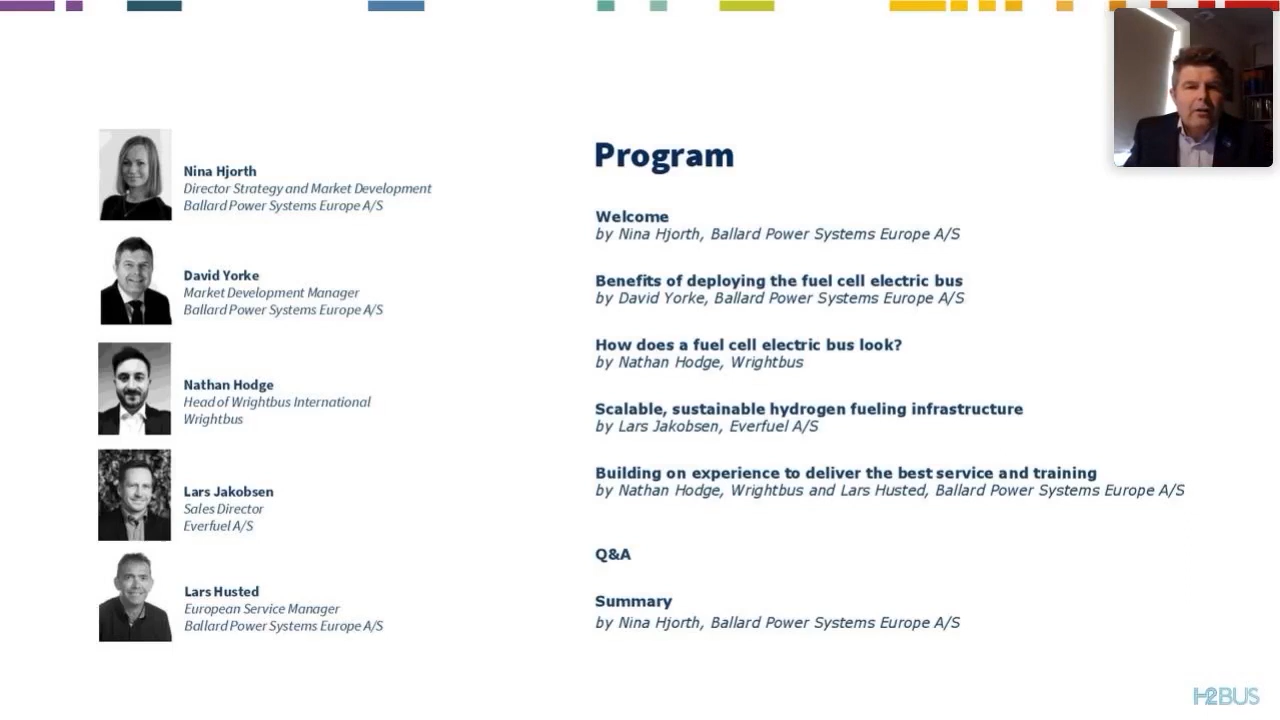 Nina Hjorth
Director Strategy and Market Development
Ballard Power Systems Europe A/S
David Yorke
Market Development Manager
Ballard Power Systems Europe A/S
Nathan Hodge
Head of Wrightbus International
Wrightbus
Lars Jakobsen
Sales Director
Everfuel A/S
Lars Husted
European Service Manager
Ballard Power Systems Europe A/S
Program
Welcome
by Nina Hjorth, Ballard Power Systems Europe A/S
Benefits of deploying the fuel cell electric bus
by David Yorke, Ballard Power Systems Europe A/S
How does a fuel cell electric bus look?
by Nathan Hodge, Wrightbus
Scalable, sustainable hydrogen fueling infrastructure
by Lars Jakobsen, Everfuel A/S
Building on experience to deliver the best service and training
by Nathan Hodge, Wrightbus and Lars Husted, Ballard Power Systems Europe A/S
Q&A
Summary
by Nina Hjorth, Ballard Power Systems Europe A/S
H2BUS